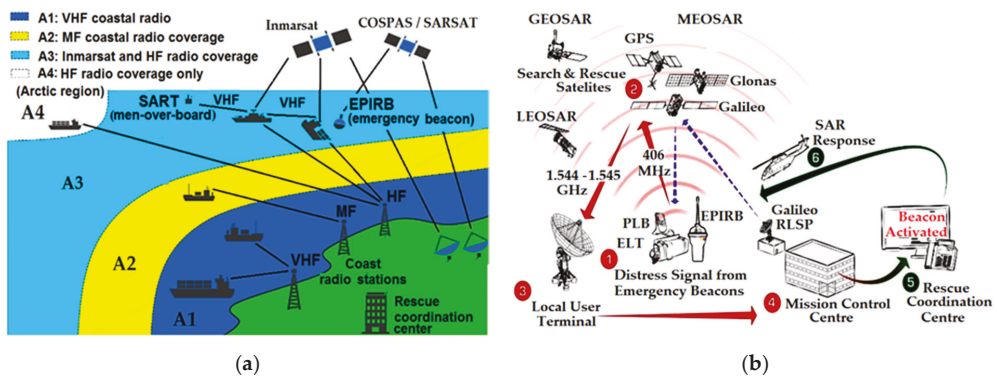 A1: VHF coastal radio
A2: MF coastal radio coverage
A3: Inmarsat and HF radio coverage
A4: HF radio coverage only
(Arctic region)
Inmarsat
COSPAS / SARSAT
A4
SART
(men-over-board)
VHF
VHF
EPIRB
(emergency beacon)
A3
HF
MF
A2
VHF
Coast
radio stations
A1
Rescue
coordination
center
(a)
GEOSAR
MEOSAR
GPS
Search & Rescue
Satelites
2
Glonas
Galileo
LEOSAR
SAR
Response
6
406
MHz
1.544 -1.545
GHz
Galileo
RLSP
Beacon
Activated
PLB
EPIRB
ELT
1
Distress Signal from
Emergency Beacons
3
Local User
Terminal
4
Mission Control
Centre
5
Rescue
Coordination
Centre
(b)